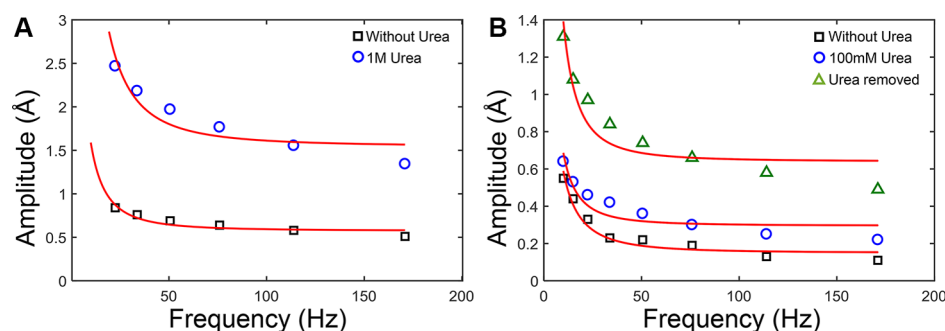 A
Amplitude (Å)
3
2.5
2
1.5
1
0.5
0
50
100
150
200
Frequency (Hz)
Without Urea
1M Urea
B
Amplitude (Å)
1.4
1.2
1.0
0.8
0.6
0.4
0.2
0
0
50
100
150
200
Frequency (Hz)
Without Urea
100mM Urea
Urea removed